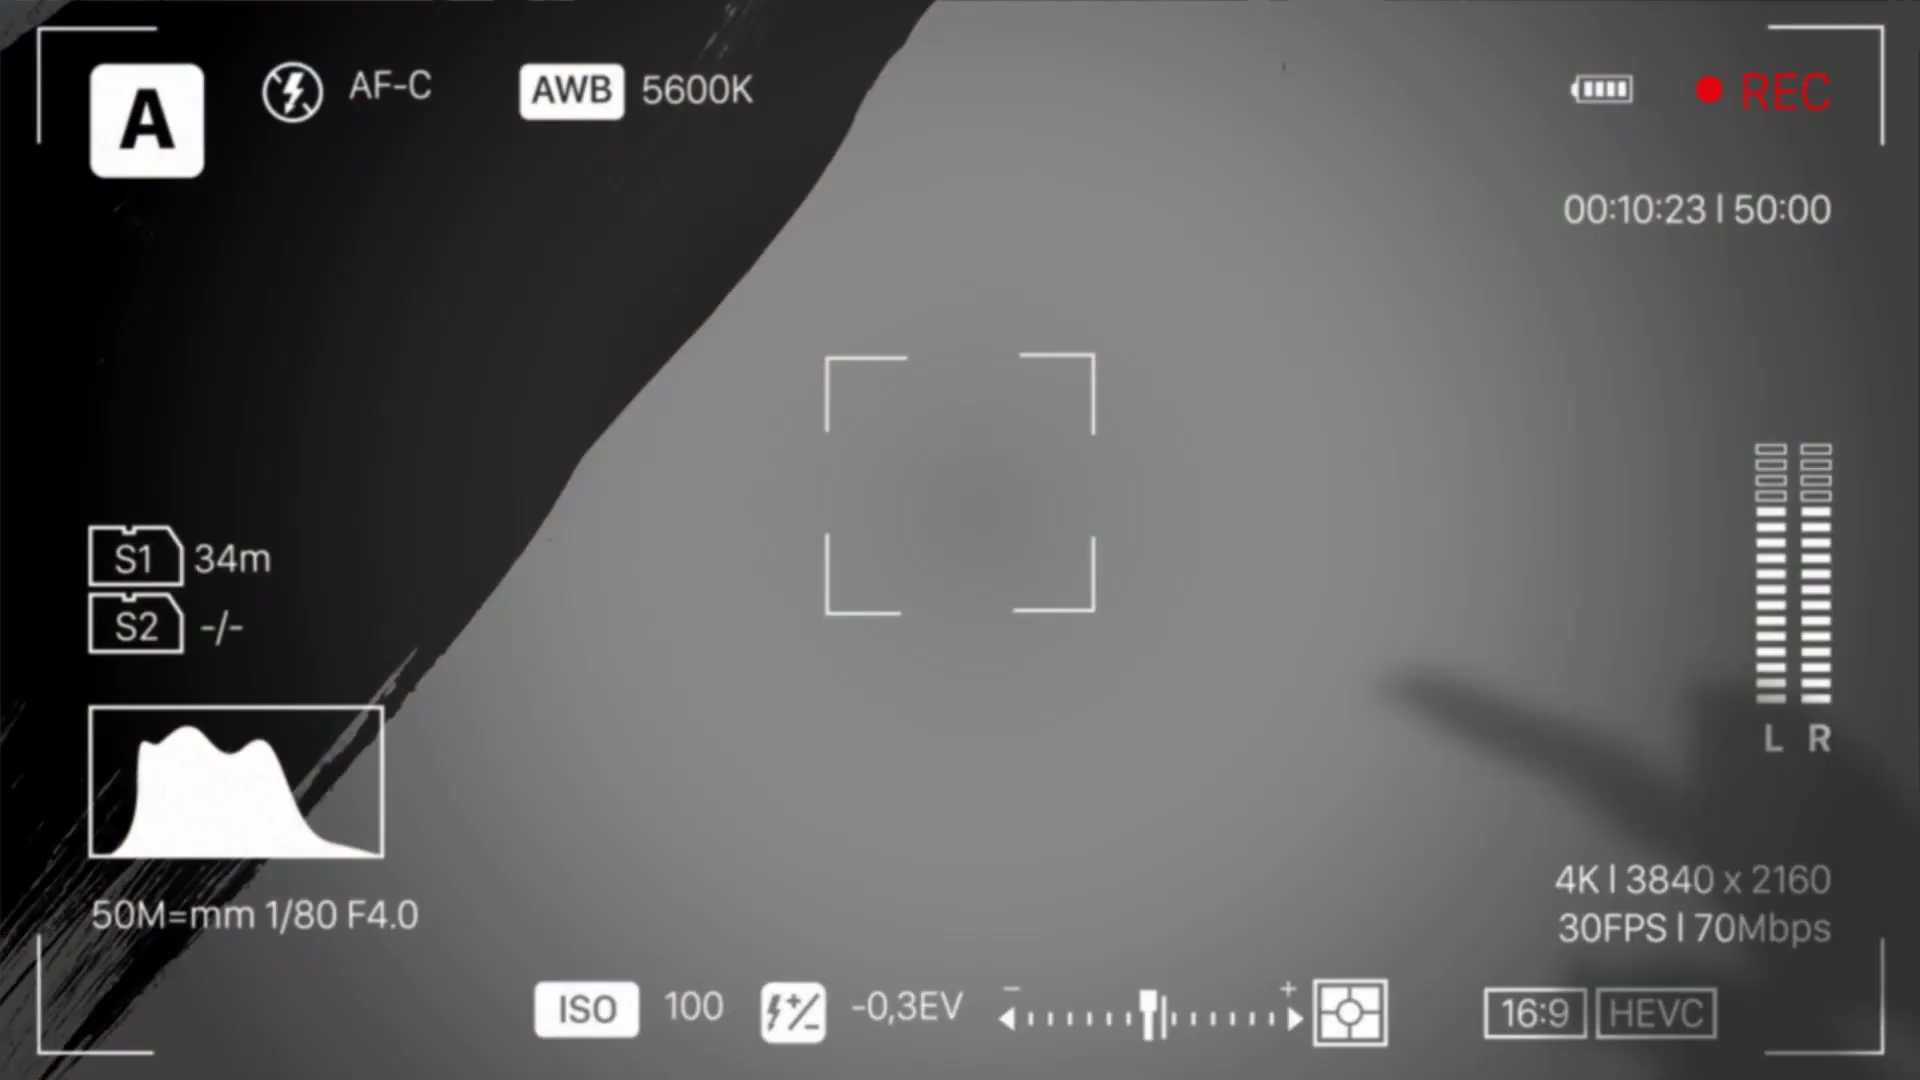 A
AF-C
AWB 5600K
REC
00:10:23 | 50:00
S1 34m
S2 -/-
L R
50M=mm 1/80 F4.0
4K | 3840 x 2160
30FPS | 70Mbps
ISO 100
-0,3EV
- +
16:9 HEVC